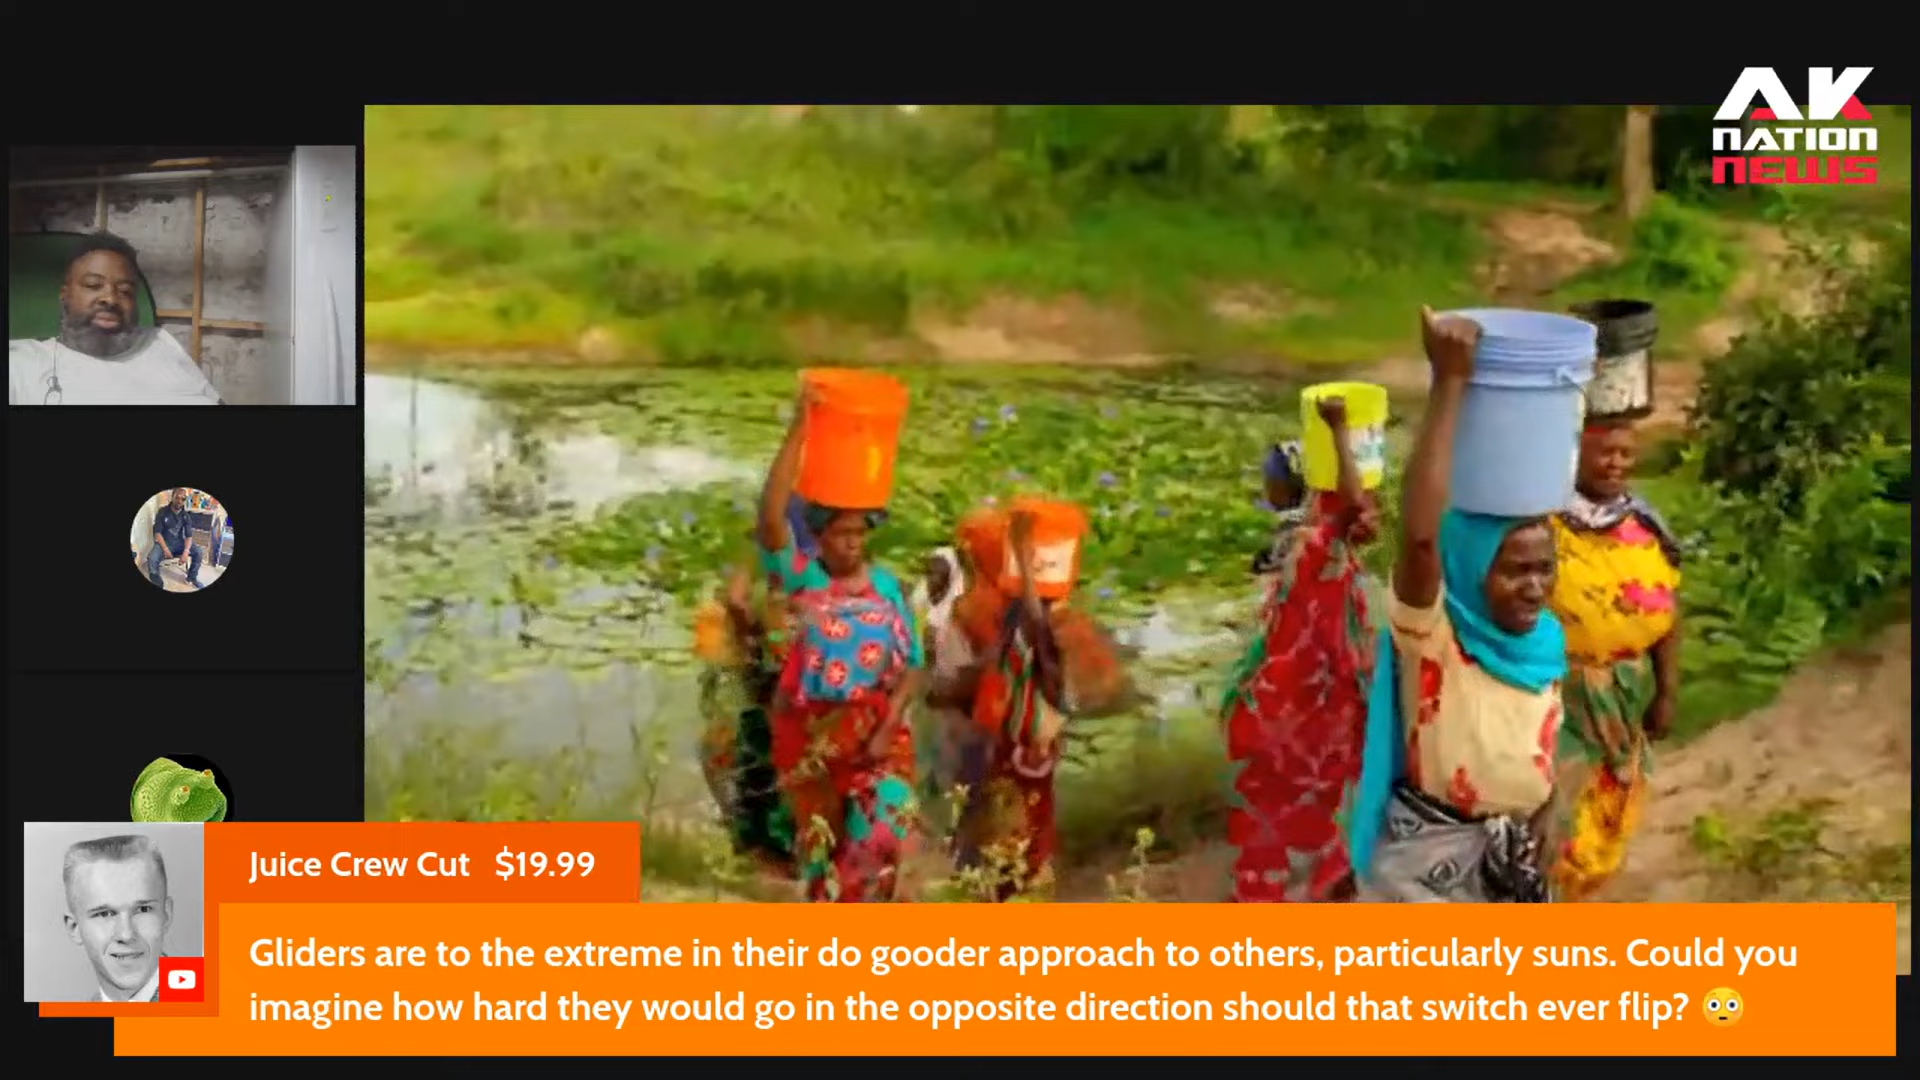 AK
NATION
NEWS
Juice Crew Cut $19.99
Gliders are to the extreme in their do gooder approach to others, particularly suns. Could you
imagine how hard they would go in the opposite direction should that switch ever flip? 😳